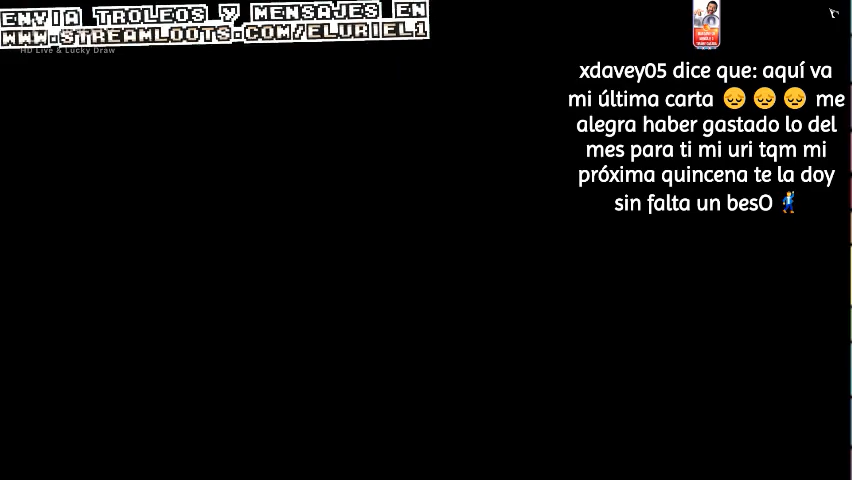 ENVIA TROLEOS Y MENSAJES EN
WWW.STREAMLOOTS.COM/ELURIEL1
HD Live & Lucky Draw
xdavey05 dice que: aquí va
mi última carta 😔 😔 😔 me
alegra haber gastado lo del
mes para ti mi uri tqm mi
próxima quincena te la doy
sin falta un besO 🕺